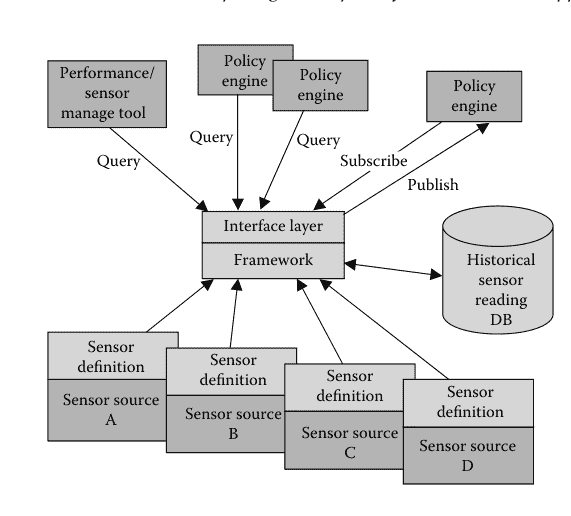 Performance/
sensor
manage tool
Policy
engine
Policy
engine
Policy
engine
Query
Query
Query
Subscribe
Publish
Interface layer
Framework
Historical
sensor
reading
DB
Sensor
definition
Sensor source
A
Sensor
definition
Sensor source
B
Sensor
definition
Sensor source
C
Sensor
definition
Sensor source
D